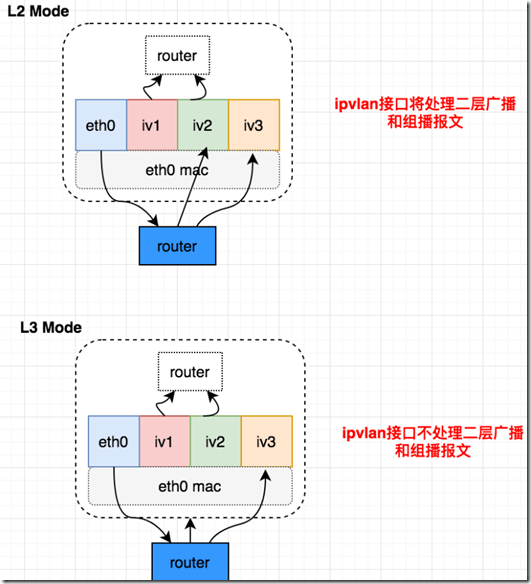 L2 Mode
router
eth0 iv1 iv2 iv3
eth0 mac
router
ipvlan接口将处理二层广播
和组播报文
L3 Mode
router
eth0 iv1 iv2 iv3
eth0 mac
router
ipvlan接口不处理二层广播
和组播报文